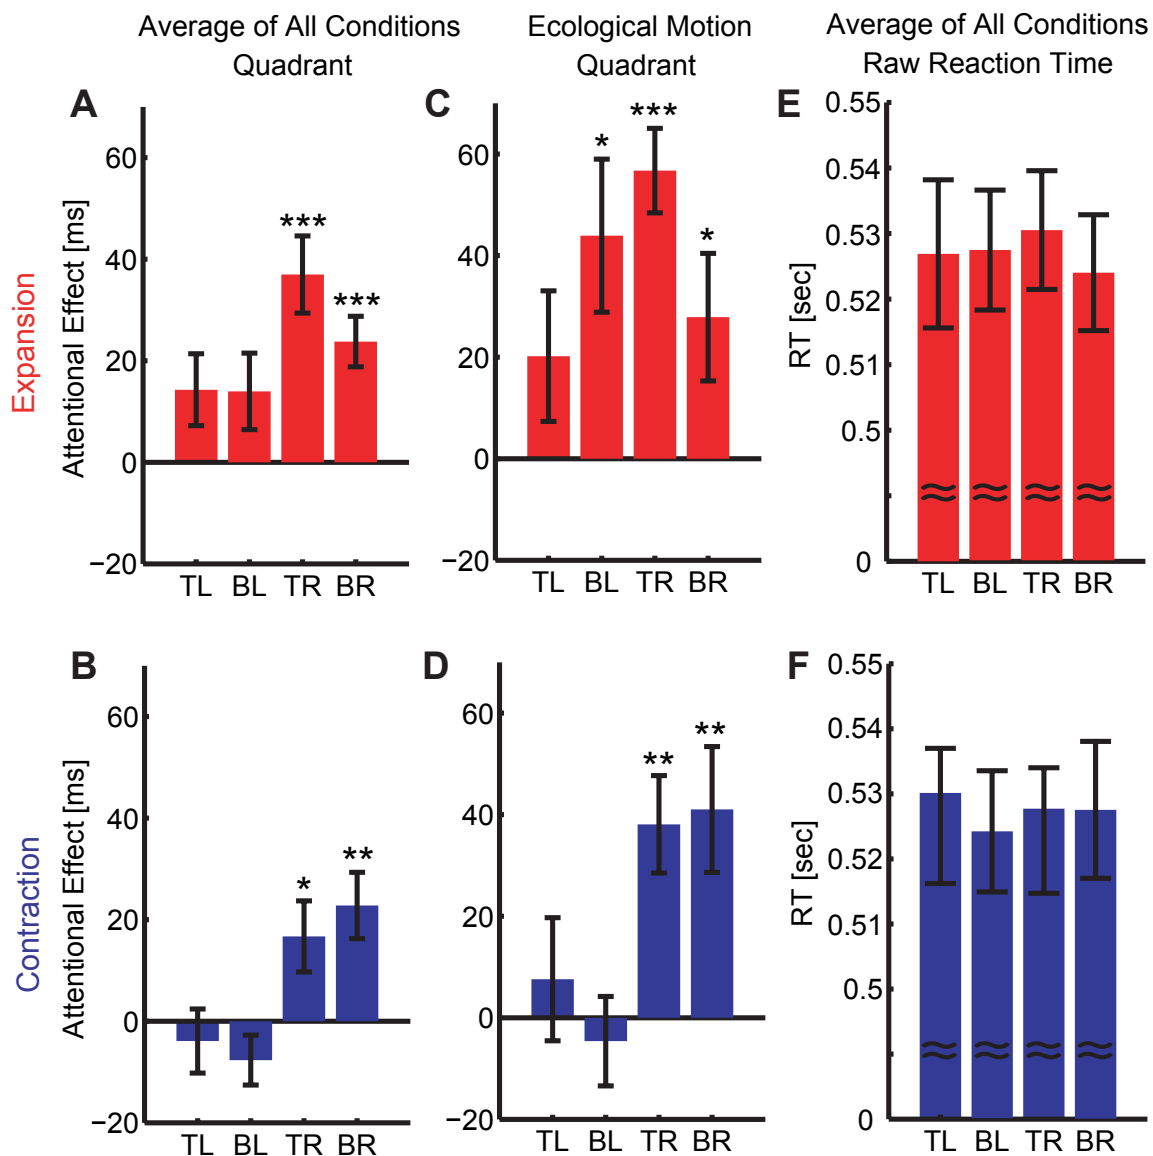 Average of All Conditions
Quadrant
Ecological Motion
Quadrant
Average of All Conditions
Raw Reaction Time
Expansion
A
Attentional Effect [ms]
60
40
20
0
−20
***
***
TL BL TR BR
C
60
40
20
0
−20
*
***
*
TL BL TR BR
E
RT [sec]
0.55
0.54
0.53
0.52
0.51
0.5
0
TL BL TR BR
Contraction
B
Attentional Effect [ms]
60
40
20
0
−20
*
**
TL BL TR BR
D
60
40
20
0
−20
**
**
TL BL TR BR
F
RT [sec]
0.55
0.54
0.53
0.52
0.51
0.5
0
TL BL TR BR